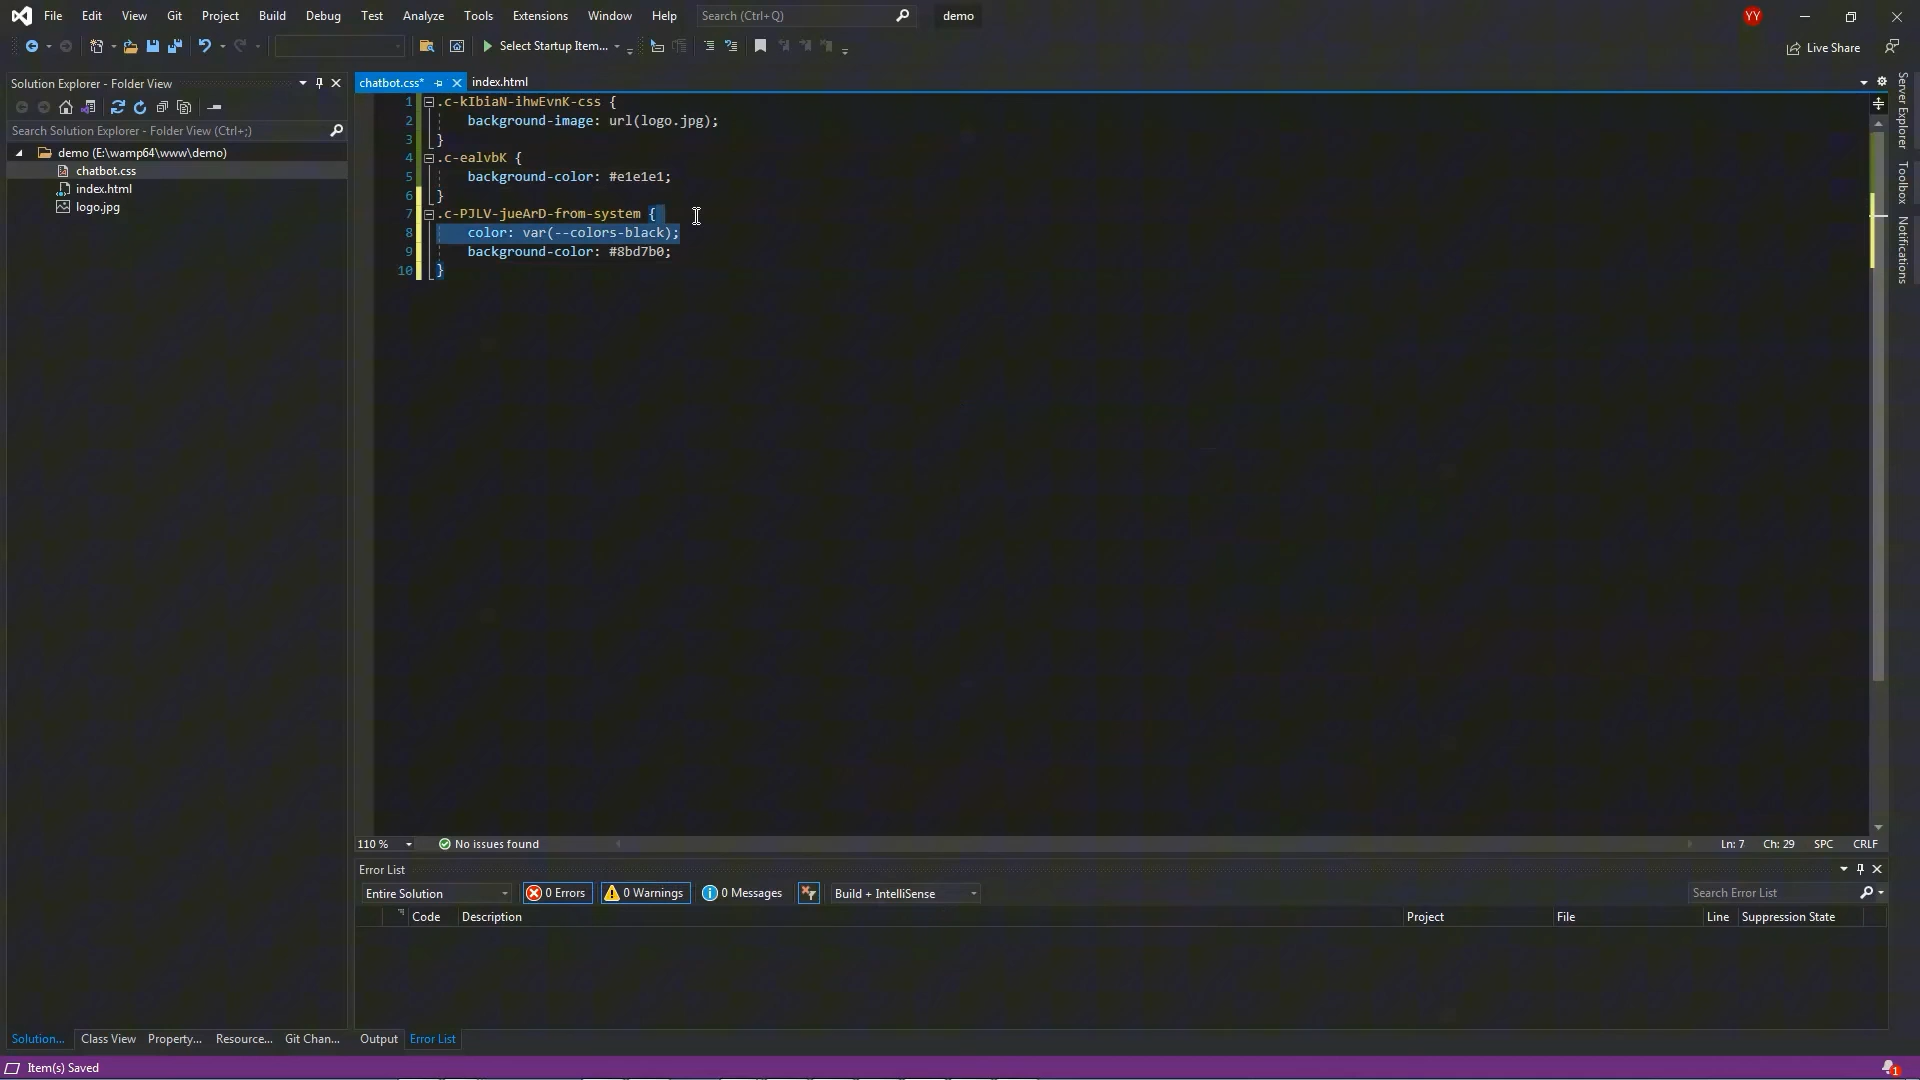 File Edit View Git Project Build Debug Test Analyze Tools Extensions Window Help Search (Ctrl+Q) demo YY
Select Startup Item... Live Share
Solution Explorer - Folder View
Search Solution Explorer - Folder View (Ctrl+;)
demo (E:\wamp64\www\demo)
chatbot.css
index.html
logo.jpg
chatbot.css* index.html
1 .c-kIbiaN-ihwEvnK-css {
2 background-image: url(logo.jpg);
3 }
4 .c-ealvbK {
5 background-color: #e1e1e1;
6 }
7 .c-PJLV-jueArD-from-system {
8 color: var(--colors-black);
9 background-color: #8bd7b0;
10 }
Server Explorer
Toolbox
Notifications
110 % No issues found Ln: 7 Ch: 29 SPC CRLF
Error List
Entire Solution 0 Errors 0 Warnings 0 Messages Build + IntelliSense Search Error List
Code Description Project File Line Suppression State
Solution... Class View Property... Resource... Git Chan... Output Error List
Item(s) Saved 1